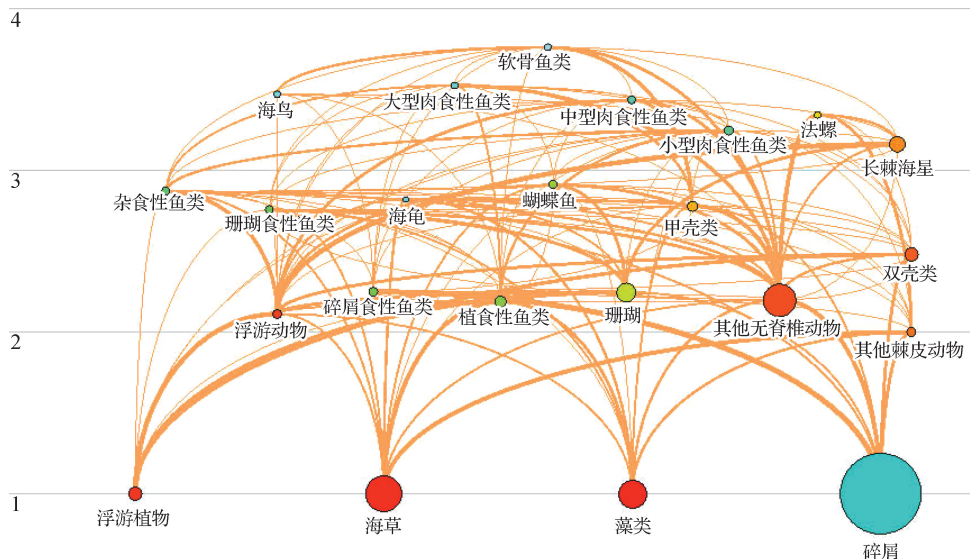 4
软骨鱼类
海鸟
大型肉食性鱼类
中型肉食性鱼类
法螺
小型肉食性鱼类
长棘海星
3
杂食性鱼类
珊瑚食性鱼类
海龟
蝴蝶鱼
甲壳类
双壳类
碎屑食性鱼类
植食性鱼类
珊瑚
其他无脊椎动物
浮游动物
2
其他棘皮动物
1
浮游植物
海草
藻类
碎屑